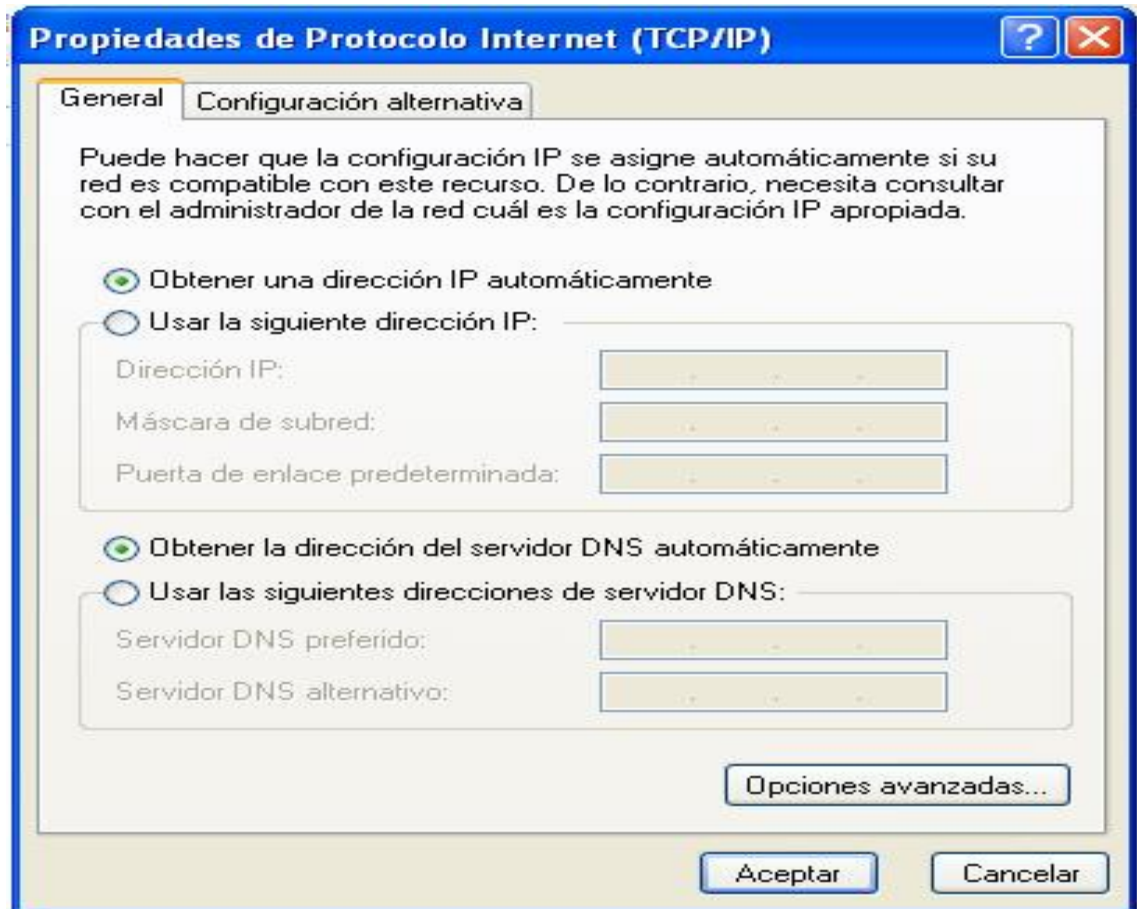 Propiedades de Protocolo Internet (TCP/IP)
General
Configuración alternativa
Puede hacer que la configuración IP se asigne automáticamente si su
red es compatible con este recurso. De lo contrario, necesita consultar
con el administrador de la red cuál es la configuración IP apropiada.
Obtener una dirección IP automáticamente
Usar la siguiente dirección IP:
Dirección IP:
Máscara de subred:
Puerta de enlace predeterminada:
Obtener la dirección del servidor DNS automáticamente
Usar las siguientes direcciones de servidor DNS:
Servidor DNS preferido:
Servidor DNS alternativo:
Opciones avanzadas...
Aceptar
Cancelar